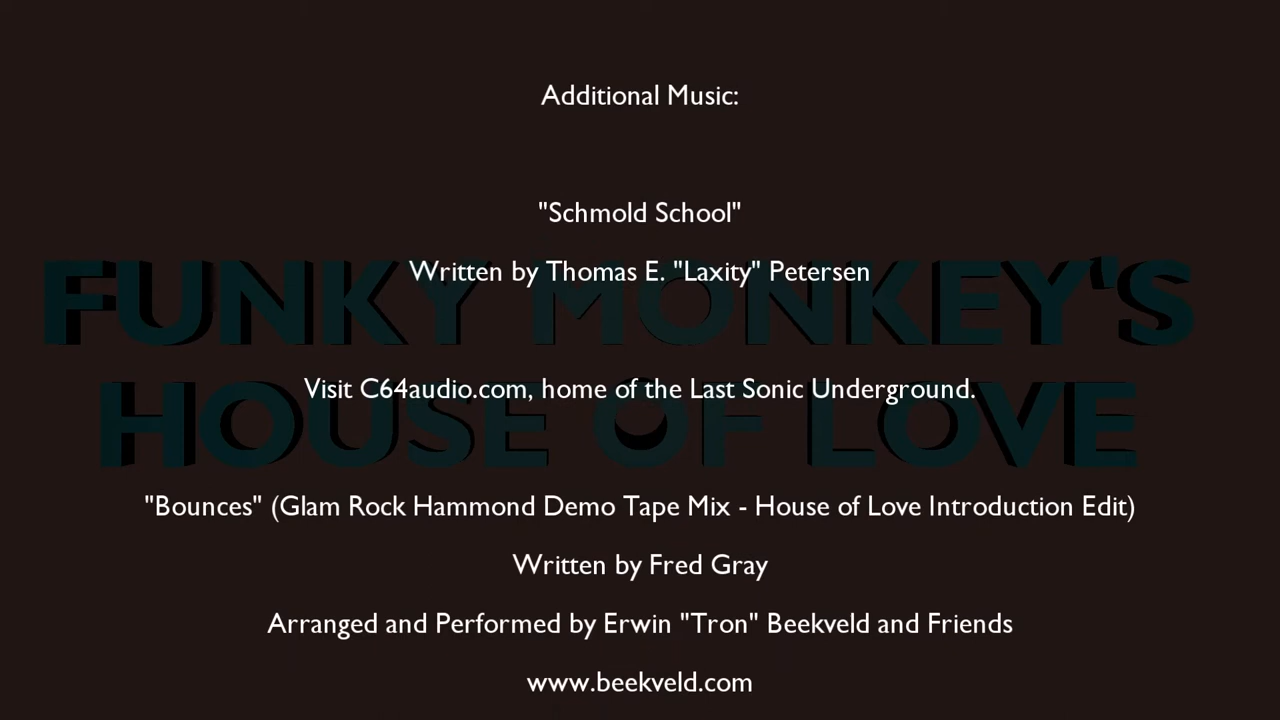 Additional Music:
"Schmold School"
Written by Thomas E. "Laxity" Petersen
FUNKY MONKEY'S
Visit C64audio.com, home of the Last Sonic Underground.
HOUSE OF LOVE
"Bounces" (Glam Rock Hammond Demo Tape Mix - House of Love Introduction Edit)
Written by Fred Gray
Arranged and Performed by Erwin "Tron" Beekveld and Friends
www.beekveld.com